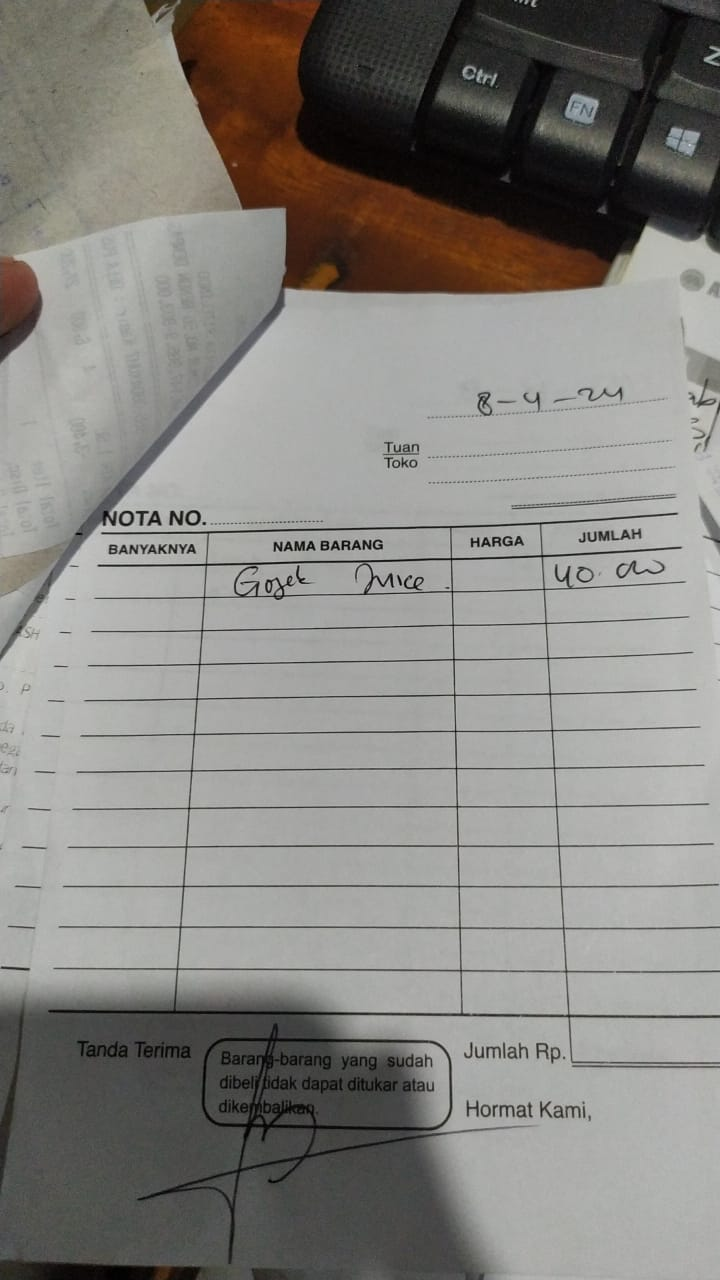 Ctrl
FN
Z
8-4-24
Tuan
Toko
NOTA NO.
BANYAKNYA NAMA BARANG HARGA JUMLAH
Gojek Juice 40.000
Tanda Terima
Barang-barang yang sudah
dibeli tidak dapat ditukar atau
dikembalikan.
Jumlah Rp.
Hormat Kami,